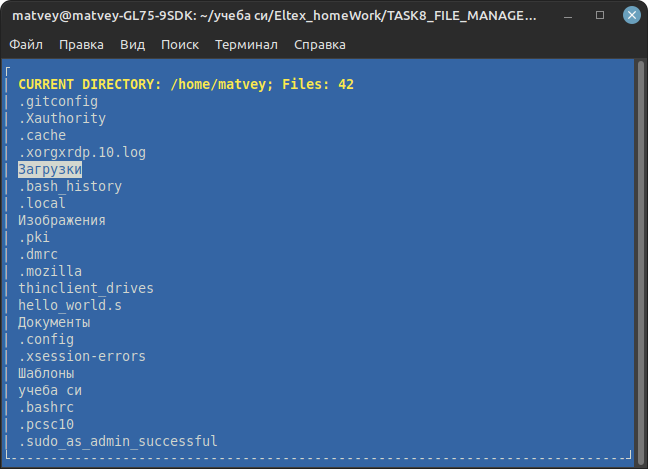 matvey@matvey-GL75-9SDK: ~/учеба си/Eltex_homeWork/TASK8_FILE_MANAGE...
Файл Правка Вид Поиск Терминал Справка
CURRENT DIRECTORY: /home/matvey; Files: 42
.gitconfig
.Xauthority
.cache
.xorgxrdp.10.log
Загрузки
.bash_history
.local
Изображения
.pki
.dmrc
.mozilla
thinclient_drives
hello_world.s
Документы
.config
.xsession-errors
Шаблоны
учеба си
.bashrc
.pcsc10
.sudo_as_admin_successful